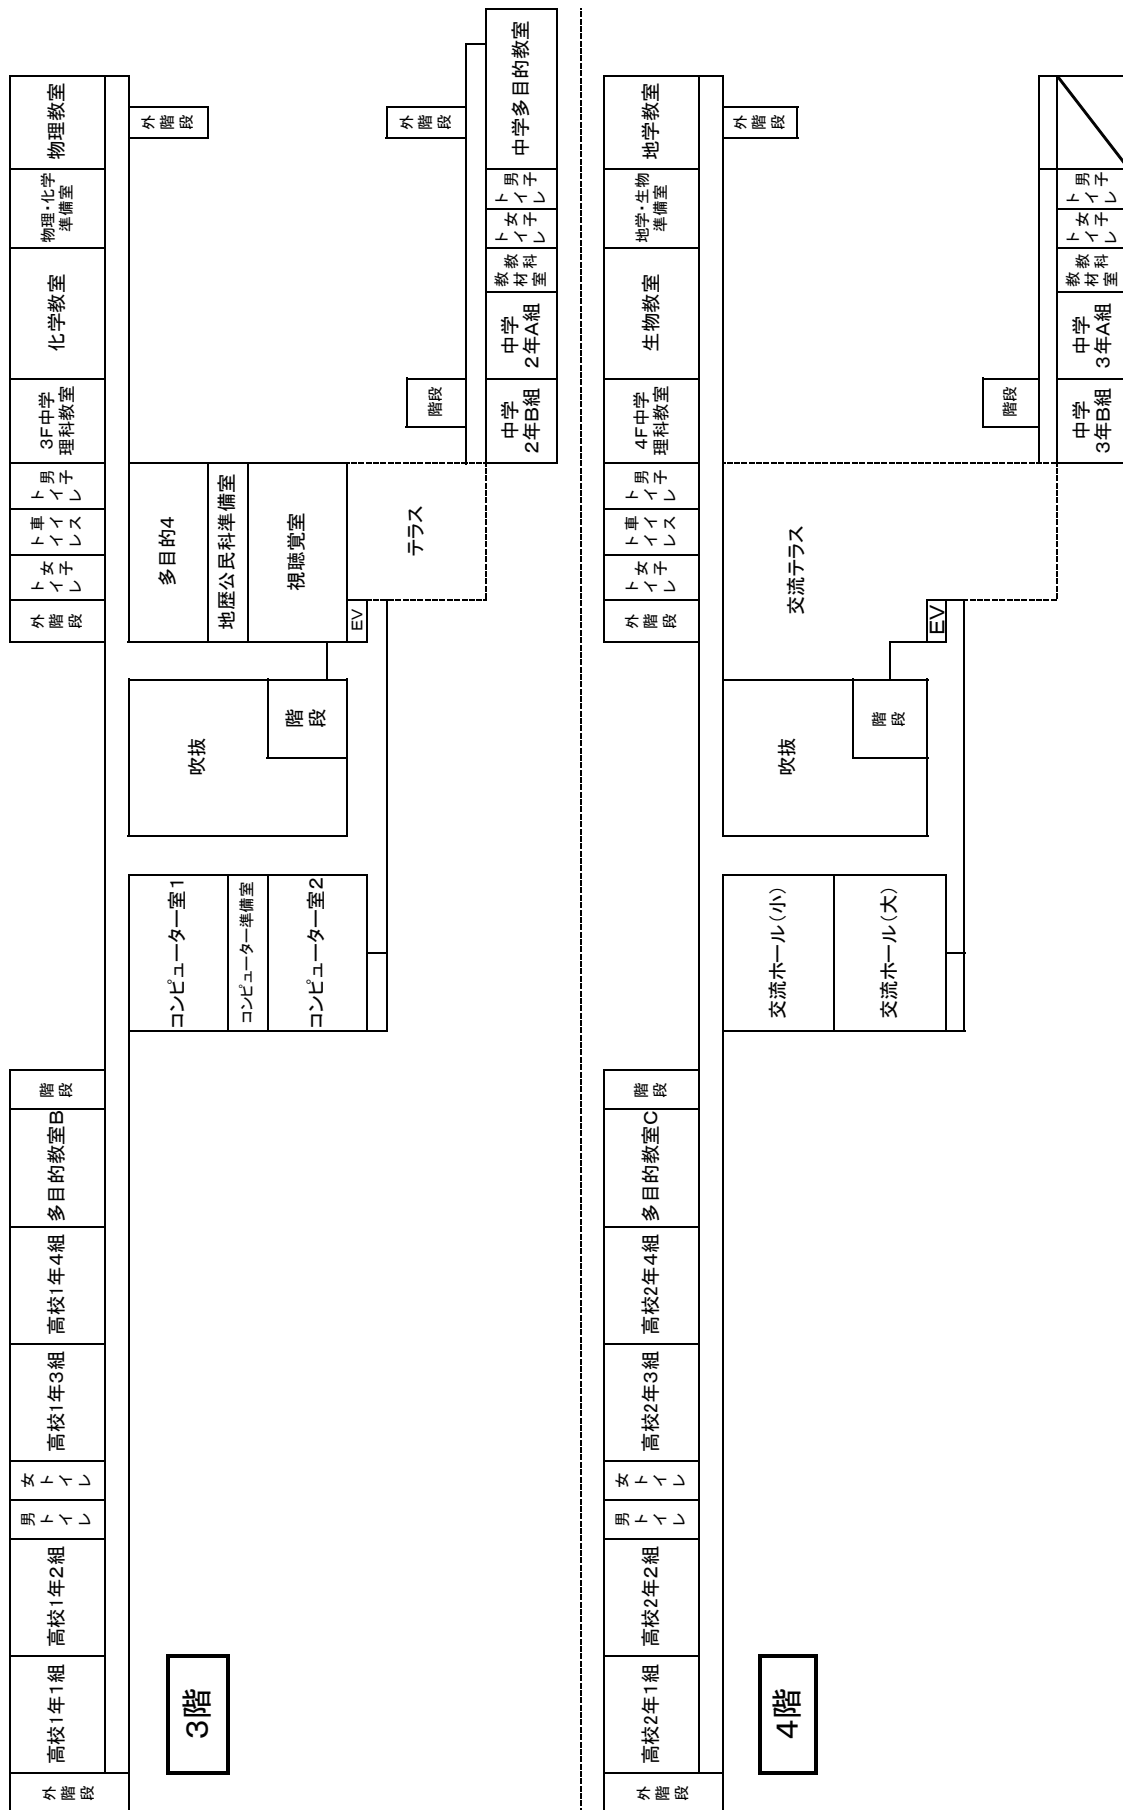 3階
外階段
高校1年1組
高校1年2組
男トイレ
女トイレ
高校1年3組
高校1年4組
多目的教室B
階段
外階段
女子トイレ
車イストイレ
男子トイレ
3F中学
理科教室
化学教室
物理・化学
準備室
物理教室
コンピューター室1
コンピューター準備室
コンピューター室2
吹抜
階段
多目的4
地歴公民科準備室
視聴覚室
EV
テラス
外階段
外階段
階段
中学
2年B組
中学
2年A組
教科
教材室
女子トイレ
男子トイレ
中学多目的教室
4階
外階段
高校2年1組
高校2年2組
男トイレ
女トイレ
高校2年3組
高校2年4組
多目的教室C
階段
外階段
女子トイレ
車イストイレ
男子トイレ
4F中学
理科教室
生物教室
地学・生物
準備室
地学教室
交流ホール(小)
交流ホール(大)
吹抜
階段
交流テラス
EV
外階段
階段
中学
3年B組
中学
3年A組
教科
教材室
女子トイレ
男子トイレ